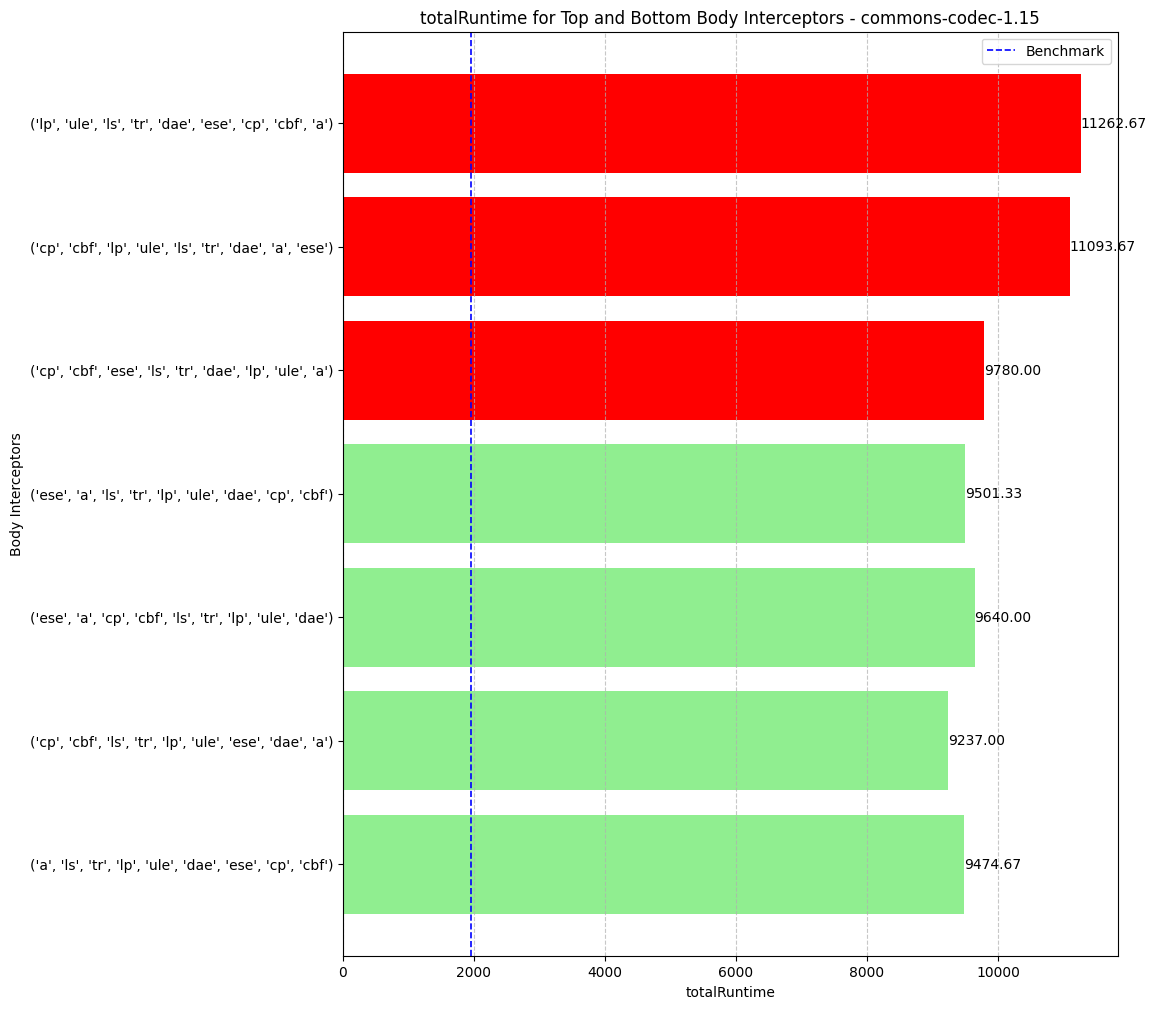 totalRuntime for Top and Bottom Body Interceptors - commons-codec-1.15
Benchmark
('lp', 'ule', 'ls', 'tr', 'dae', 'ese', 'cp', 'cbf', 'a')
11262.67
('cp', 'cbf', 'lp', 'ule', 'ls', 'tr', 'dae', 'a', 'ese')
11093.67
('cp', 'cbf', 'ese', 'ls', 'tr', 'dae', 'lp', 'ule', 'a')
9780.00
('ese', 'a', 'ls', 'tr', 'lp', 'ule', 'dae', 'cp', 'cbf')
9501.33
('ese', 'a', 'cp', 'cbf', 'ls', 'tr', 'lp', 'ule', 'dae')
9640.00
('cp', 'cbf', 'ls', 'tr', 'lp', 'ule', 'ese', 'dae', 'a')
9237.00
('a', 'ls', 'tr', 'lp', 'ule', 'dae', 'ese', 'cp', 'cbf')
9474.67
Body Interceptors
0 2000 4000 6000 8000 10000
totalRuntime